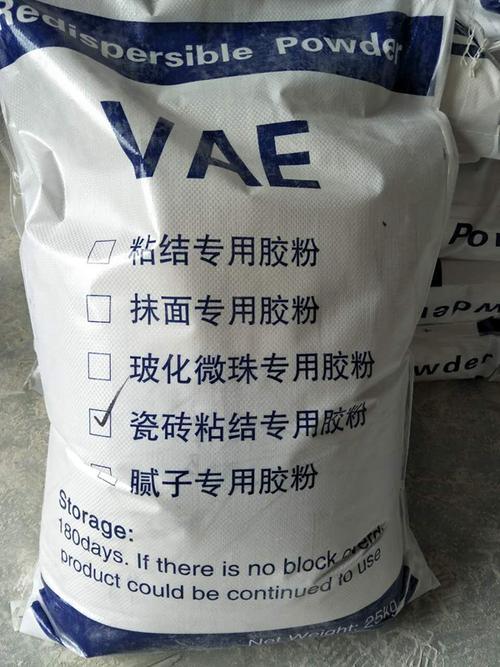 Redispersible Powder
VAE
粘结专用胶粉
抹面专用胶粉
玻化微珠专用胶粉
瓷砖粘结专用胶粉
腻子专用胶粉
Storage:
180days. If there is no block
product could be continued to use
Net Weight: 25kg
Po
wder